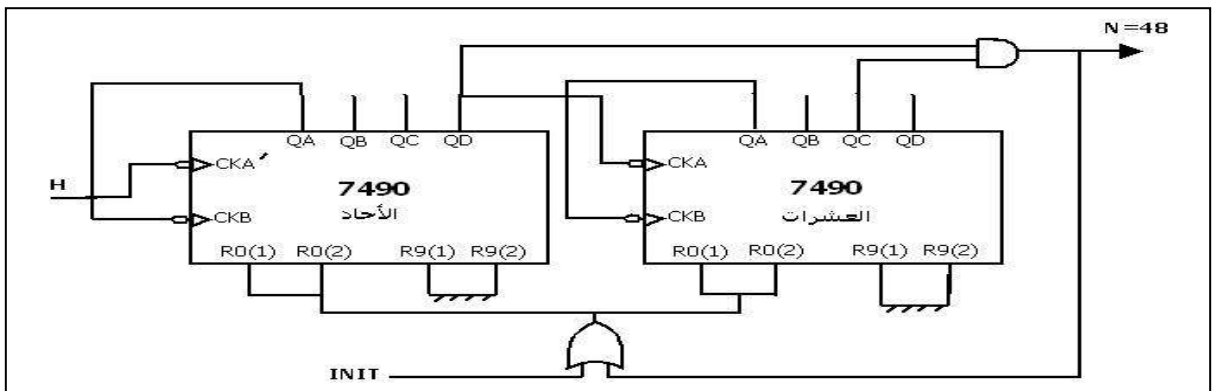 N=48
QA QB QC QD
QA QB QC QD
CKA'
CKA
H
7490
7490
CKB
الأحاد
CKB
العشرات
R0(1) R0(2) R9(1) R9(2)
R0(1) R0(2) R9(1) R9(2)
INIT